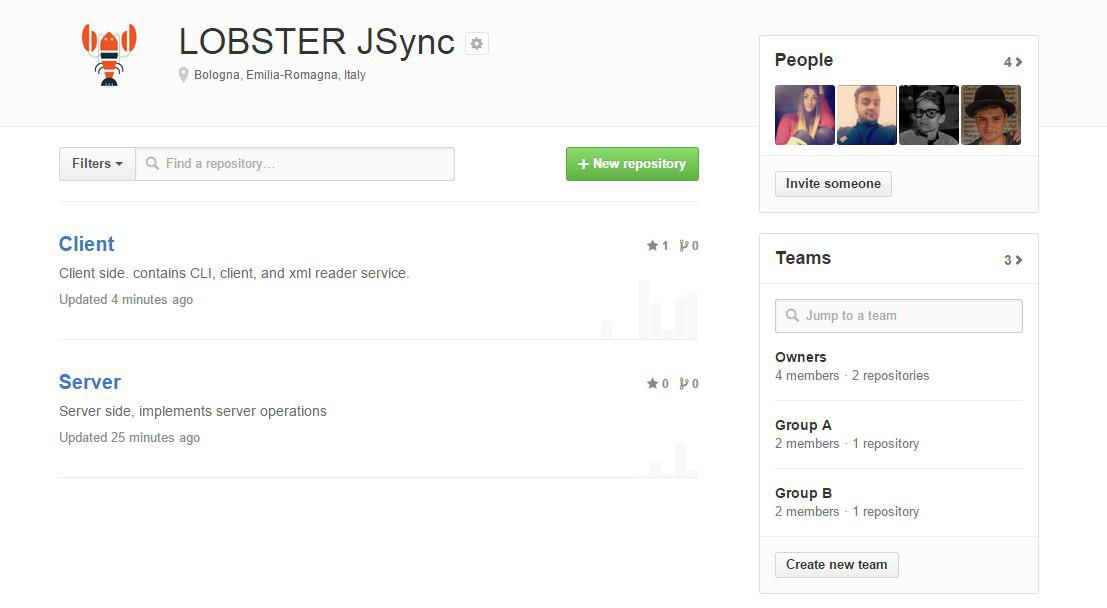 LOBSTER JSync
Bologna, Emilia-Romagna, Italy
Filters
Find a repository...
+ New repository
Client
1 0
Client side. contains CLI, client, and xml reader service.
Updated 4 minutes ago
Server
0 0
Server side, implements server operations
Updated 25 minutes ago
People
4
Invite someone
Teams
3
Jump to a team
Owners
4 members · 2 repositories
Group A
2 members · 1 repository
Group B
2 members · 1 repository
Create new team